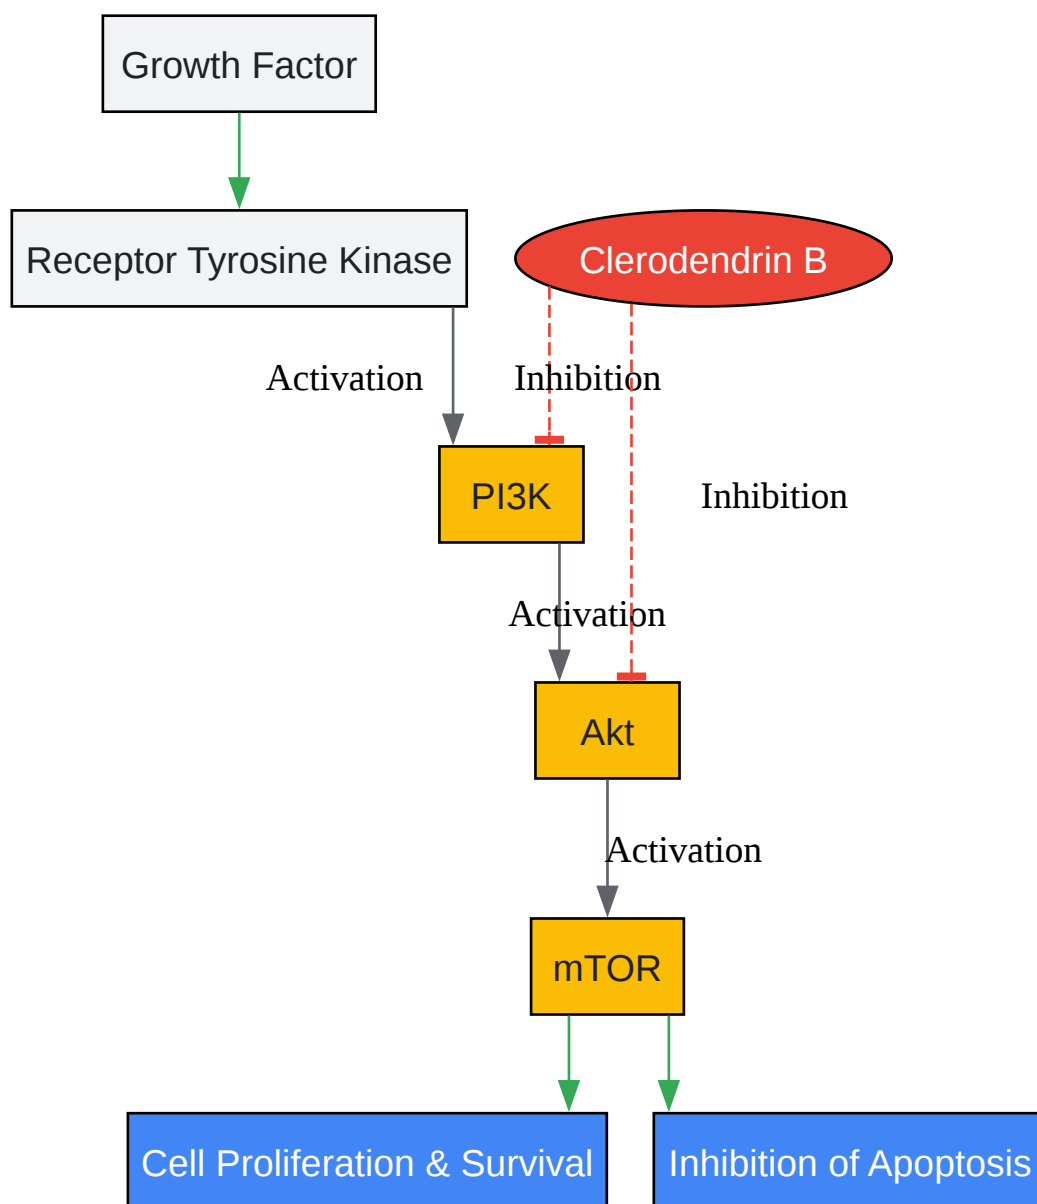 Growth Factor
Receptor Tyrosine Kinase
Clerodendrin B
Activation
Inhibition
PI3K
Inhibition
Activation
Akt
Activation
mTOR
Cell Proliferation & Survival
Inhibition of Apoptosis